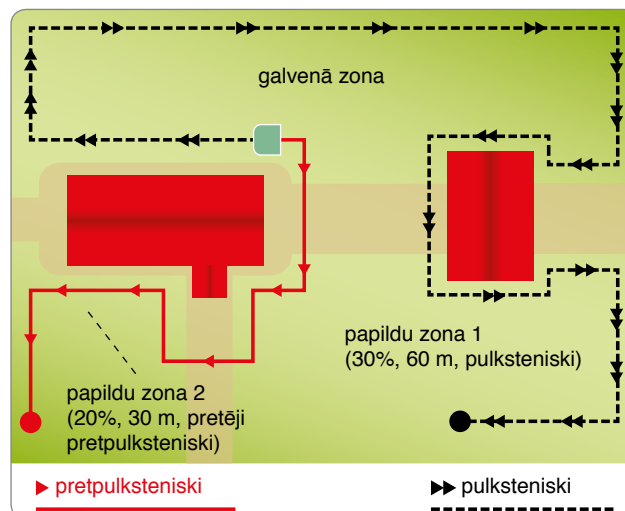 galvenā zona
papildu zona 1
(30%, 60 m, pulksteniski)
papildu zona 2
(20%, 30 m, pretēji
pretpulksteniski)
pretpulksteniski
pulksteniski